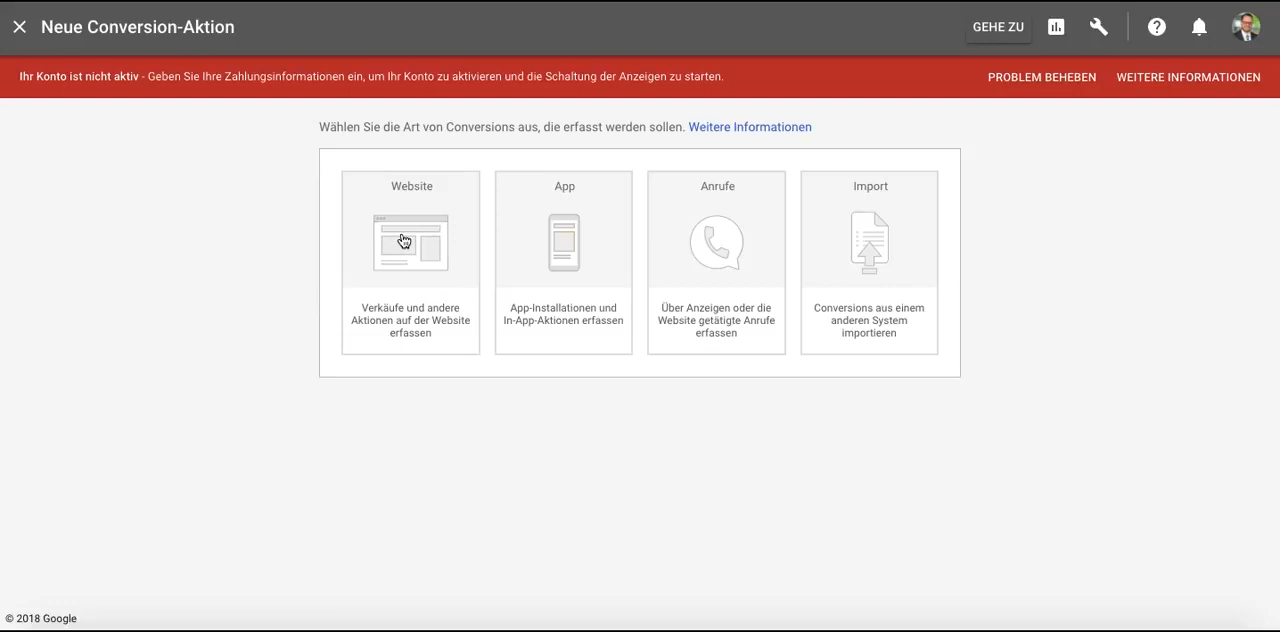 Neue Conversion-Aktion
GEHE ZU
Ihr Konto ist nicht aktiv - Geben Sie Ihre Zahlungsinformationen ein, um Ihr Konto zu aktivieren und die Schaltung der Anzeigen zu starten.
PROBLEM BEHEBEN
WEITERE INFORMATIONEN
Wählen Sie die Art von Conversions aus, die erfasst werden sollen. Weitere Informationen
Website
Verkäufe und andere
Aktionen auf der Website
erfassen
App
App-Installationen und
In-App-Aktionen erfassen
Anrufe
Über Anzeigen oder die
Website getätigte Anrufe
erfassen
Import
Conversions aus einem
anderen System
importieren
© 2018 Google